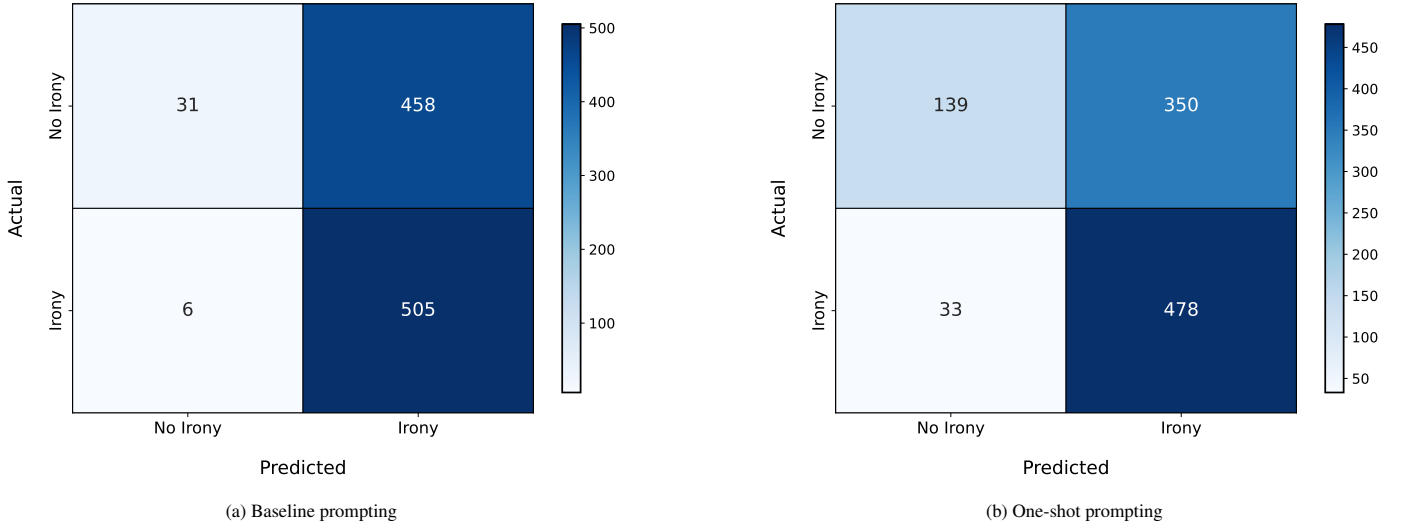 No Irony
Irony
Actual
31
458
6
505
No Irony
Irony
Predicted
500
400
300
200
100
(a) Baseline prompting
No Irony
Irony
Actual
139
350
33
478
No Irony
Irony
Predicted
450
400
350
300
250
200
150
100
50
(b) One-shot prompting